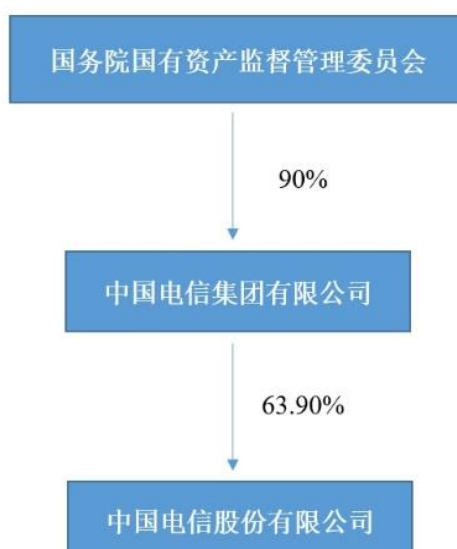 国务院国有资产监督管理委员会
90%
中国电信集团有限公司
63.90%
中国电信股份有限公司